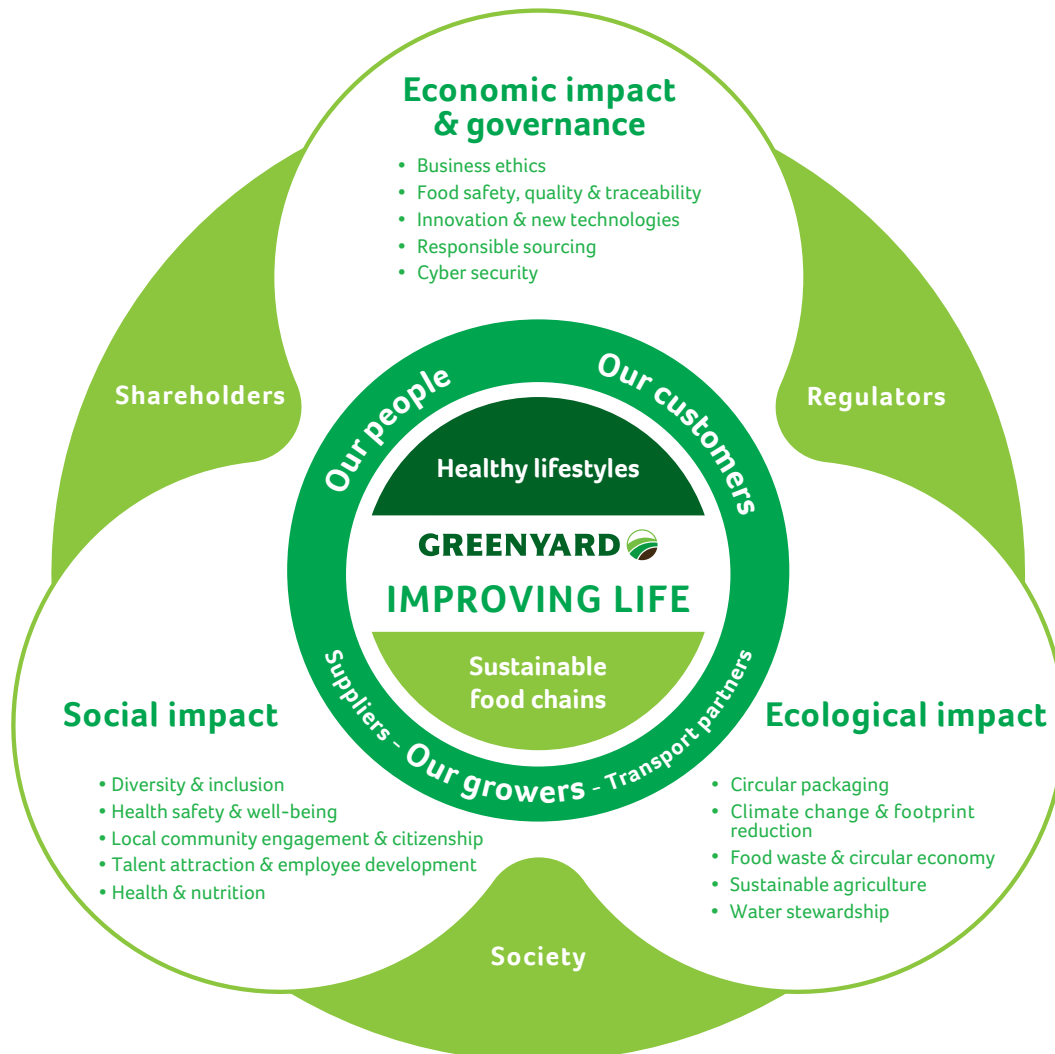 Economic impact
& governance
• Business ethics
• Food safety, quality & traceability
• Innovation & new technologies
• Responsible sourcing
• Cyber security
Shareholders
Regulators
Our people
Our customers
Healthy lifestyles
GREENYARD
IMPROVING LIFE
Sustainable
food chains
Suppliers - Our growers - Transport partners
Social impact
• Diversity & inclusion
• Health safety & well-being
• Local community engagement & citizenship
• Talent attraction & employee development
• Health & nutrition
Ecological impact
• Circular packaging
• Climate change & footprint
reduction
• Food waste & circular economy
• Sustainable agriculture
• Water stewardship
Society